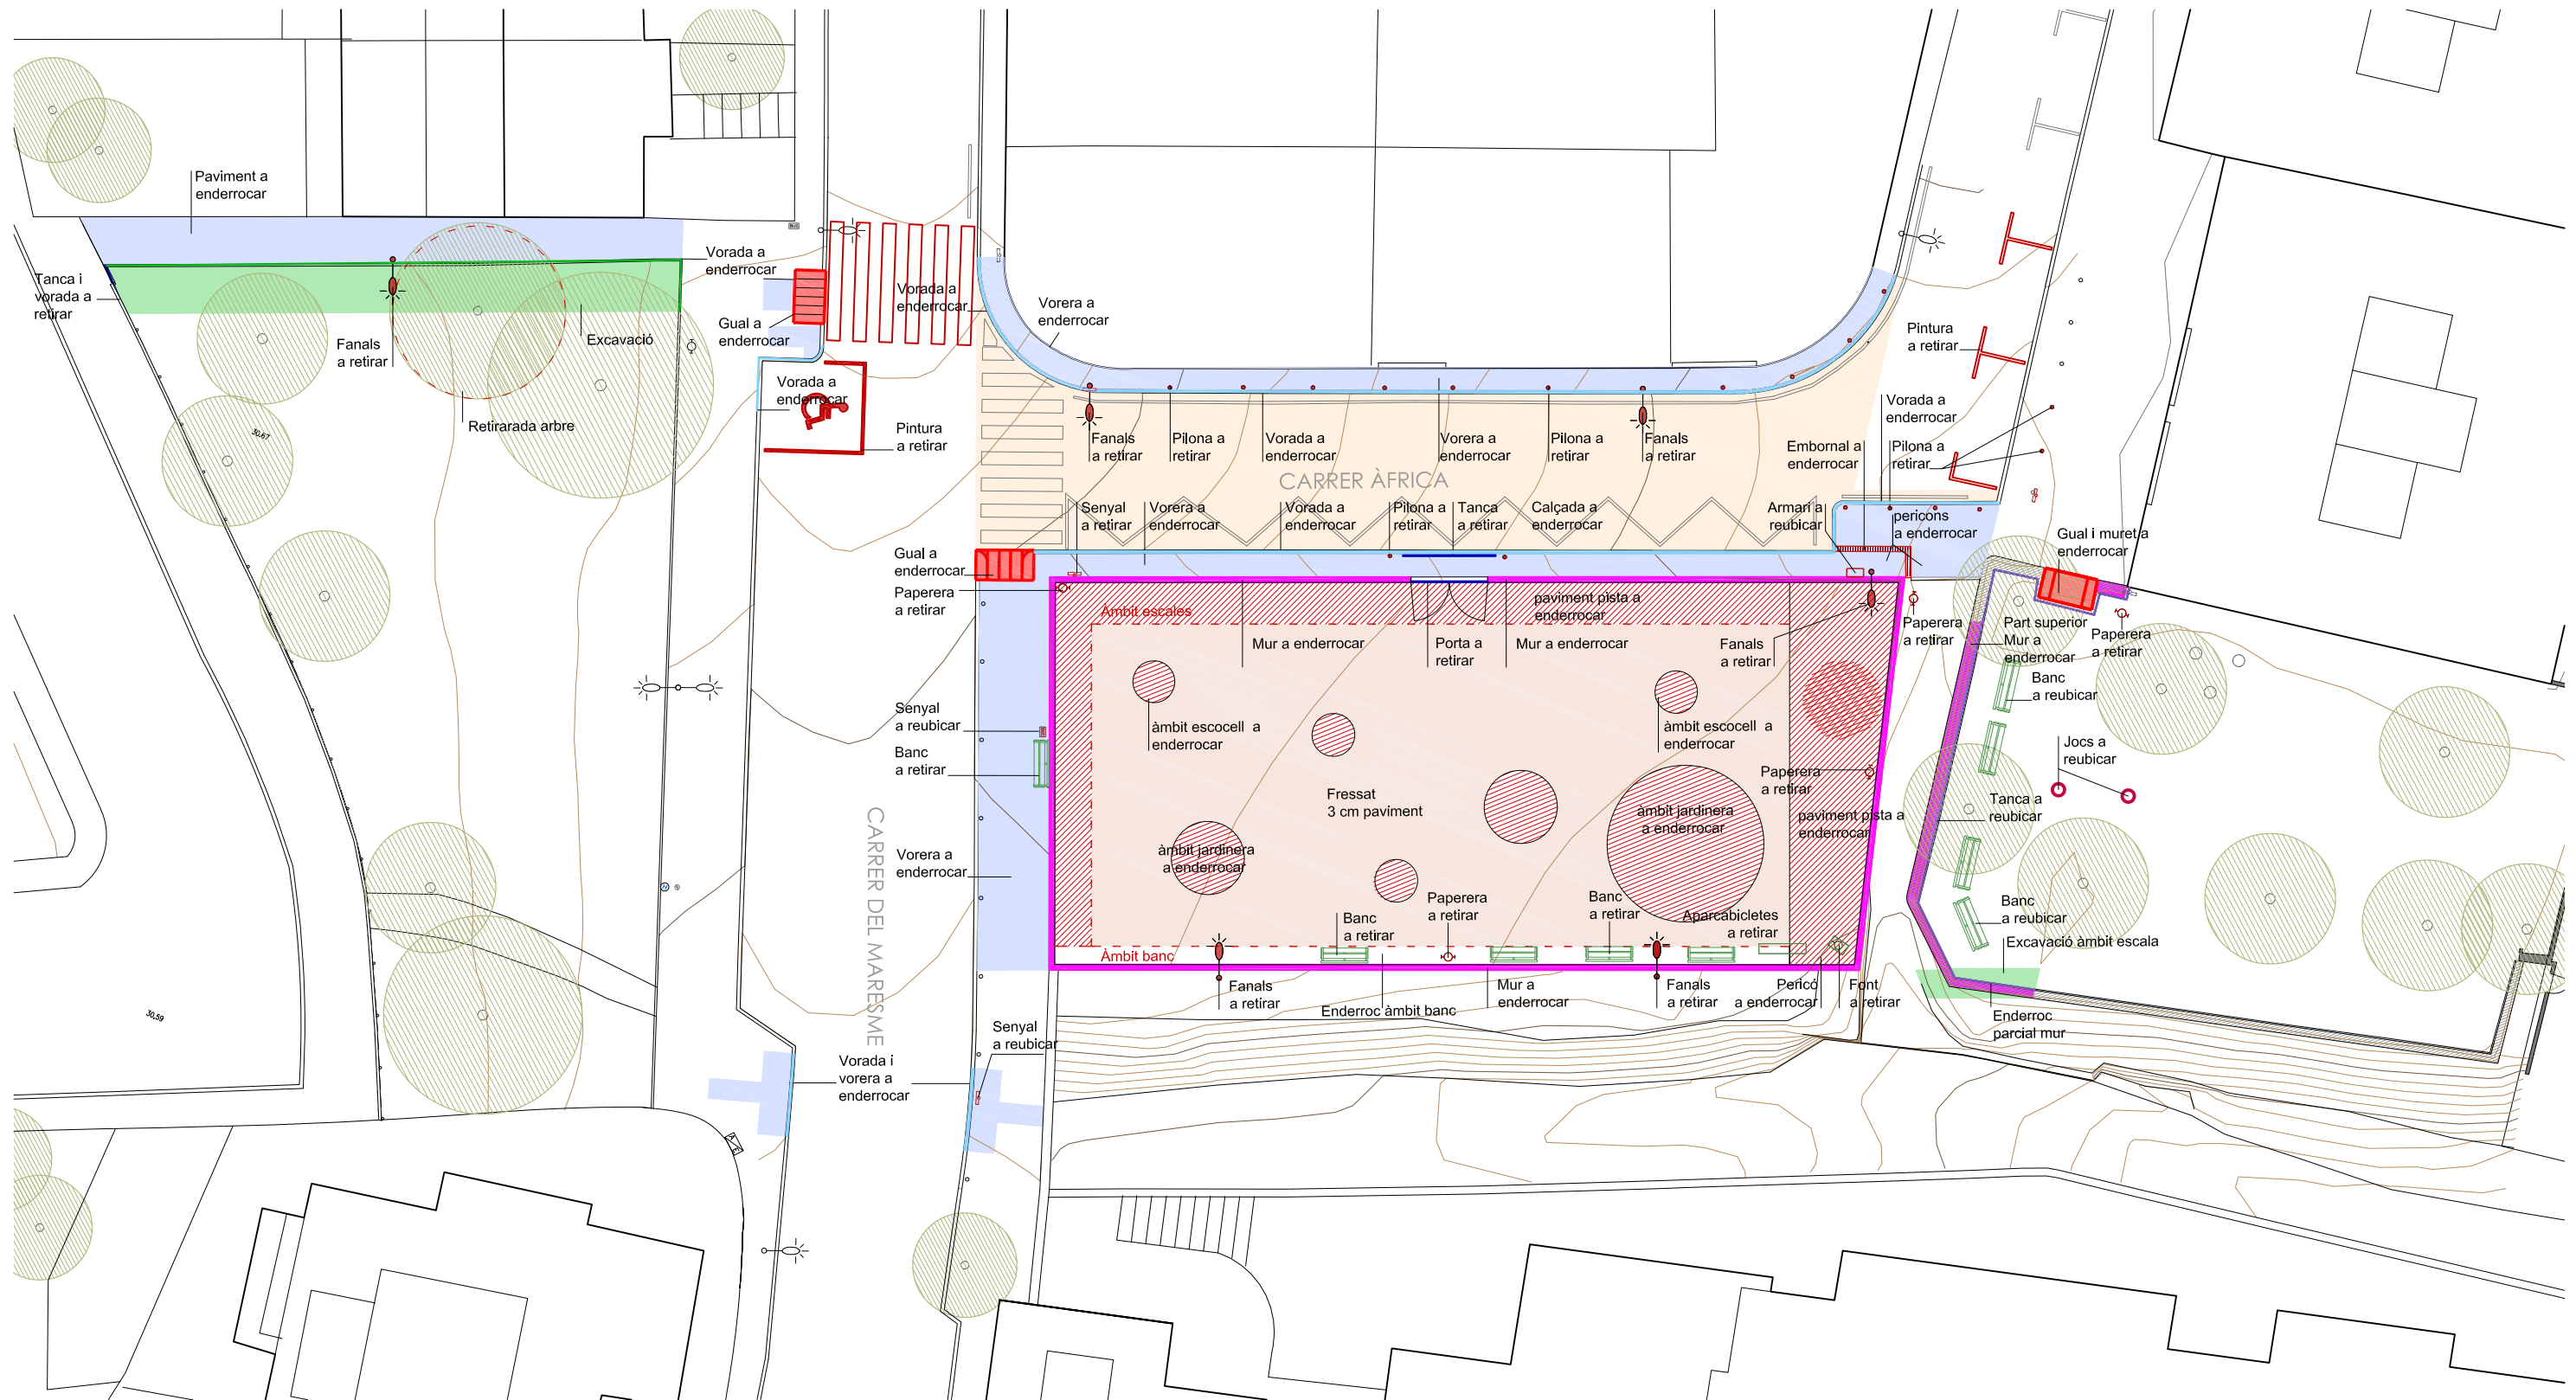 Paviment a
enderrocar
Tanca i
vorada a
retirar
Fanals
a retirar
Excavació
Retirarada arbre
30,67
Vorada a
enderrocar
Gual a
enderrocar
Vorada a
enderrocar
Pintura
a retirar
BUS
Vorada a
enderrocar
Vorera a
enderrocar
Fanals
a retirar
Pilona a
retirar
Vorada a
enderrocar
Vorera a
enderrocar
Pilona a
retirar
Fanals
a retirar
CARRER ÀFRICA
Pintura
a retirar
Vorada a
enderrocar
Embornal a
enderrocar
Pilona a
retirar
Senyal
a retirar
Vorera a
enderrocar
Vorada a
enderrocar
Pilona a
retirar
Tanca
a retirar
Calçada a
enderrocar
Armari a
reubicar
pericons
a enderrocar
Gual i muret a
enderrocar
Gual a
enderrocar
Paperera
a retirar
Àmbit escales
paviment pista a
enderrocar
Mur a enderrocar
Porta a
retirar
Mur a enderrocar
Fanals
a retirar
Paperera
a retirar
Part superior
Mur a
enderrocar
Paperera
a retirar
Banc
a reubicar
Senyal
a reubicar
Banc
a retirar
àmbit escocell a
enderrocar
àmbit escocell a
enderrocar
Jocs a
reubicar
Fressat
3 cm paviment
Paperera
a retirar
Tanca a
reubicar
àmbit jardinera
a enderrocar
paviment pista a
enderrocar
àmbit jardinera
a enderrocar
Vorera a
enderrocar
CARRER DEL MARESME
Banc
a retirar
Paperera
a retirar
Banc
a retirar
Aparcabicicletes
a retirar
Banc
a reubicar
Excavació àmbit escala
Àmbit banc
Fanals
a retirar
Enderroc àmbit banc
Mur a
enderrocar
Fanals
a retirar
Pericó
a enderrocar
Font
a retirar
Enderroc
parcial mur
30,59
Senyal
a reubicar
Vorada i
vorera a
enderrocar